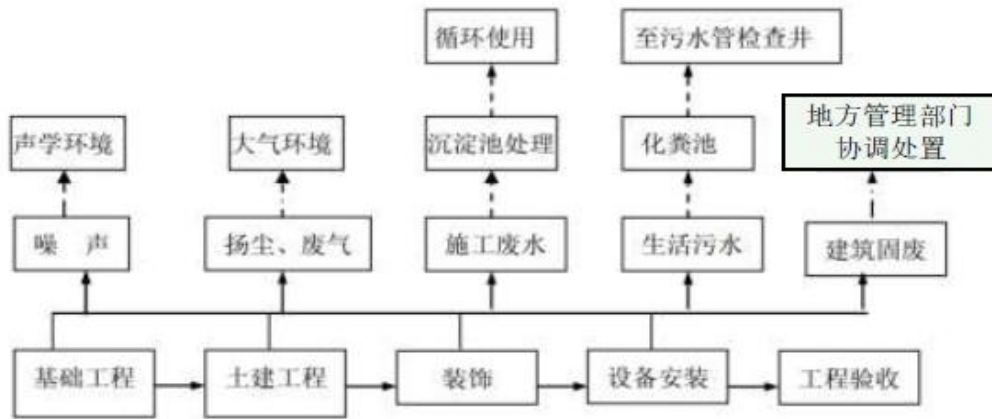 循环使用
至污水管检查井
声学环境
大气环境
沉淀池处理
化粪池
地方管理部门
协调处置
噪 声
扬尘、废气
施工废水
生活污水
建筑固废
基础工程
土建工程
装饰
设备安装
工程验收